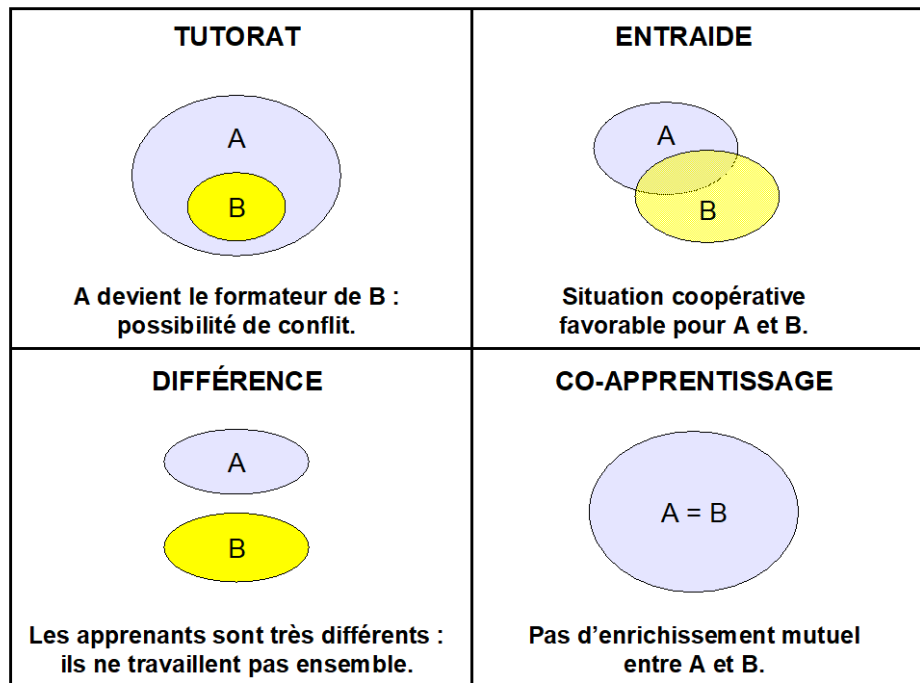 TUTORAT
A
B
A devient le formateur de B :
possibilité de conflit.
ENTRAIDE
A
B
Situation coopérative
favorable pour A et B.
DIFFÉRENCE
A
B
Les apprenants sont très différents :
ils ne travaillent pas ensemble.
CO-APPRENTISSAGE
A = B
Pas d’enrichissement mutuel
entre A et B.